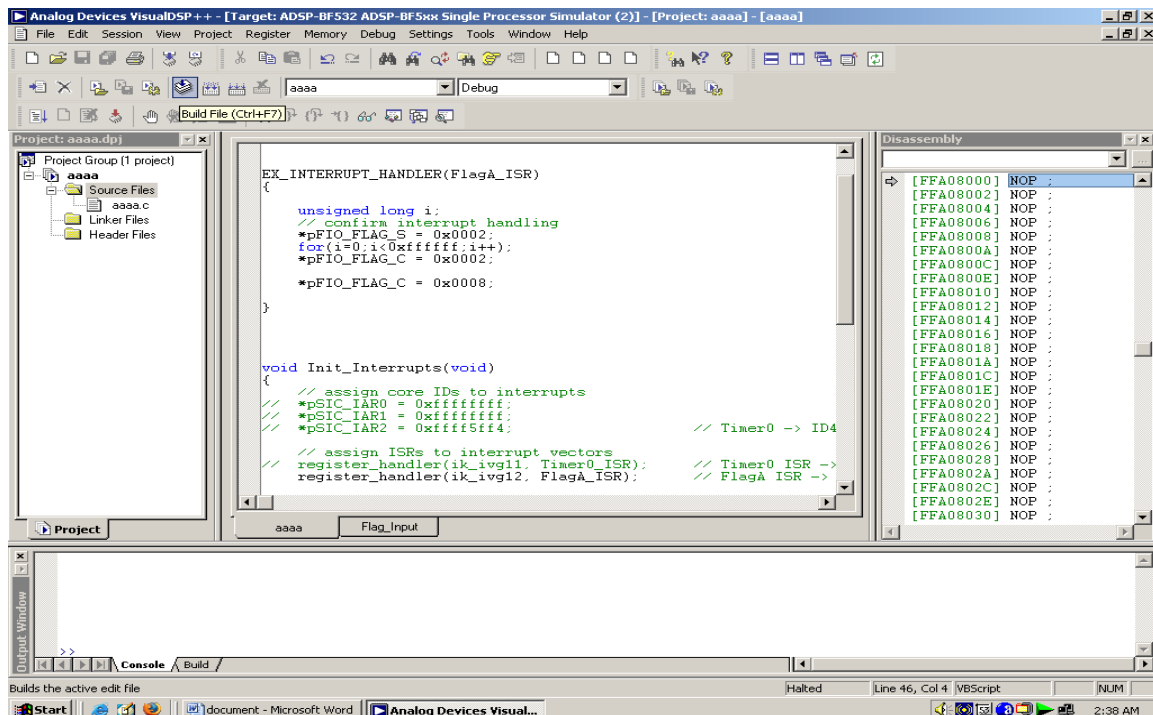 Analog Devices VisualDSP++ - [Target: ADSP-BF532 ADSP-BF5xx Single Processor Simulator (2)] - [Project: aaaa] - [aaaa]
File Edit Session View Project Register Memory Debug Settings Tools Window Help
aaaa Debug
Build File (Ctrl+F7)
Project: aaaa.dpj
Project Group (1 project)
aaaa
Source Files
aaaa.c
Linker Files
Header Files
Project
EX_INTERRUPT_HANDLER(FlagA_ISR)
{
unsigned long i;
// confirm interrupt handling
*pFIO_FLAG_S = 0x0002;
for(i=0;i<0xffffff;i++);
*pFIO_FLAG_C = 0x0002;
*pFIO_FLAG_C = 0x0008;
}
void Init_Interrupts(void)
{
// assign core IDs to interrupts
// *pSIC_IAR0 = 0xffffffff;
// *pSIC_IAR1 = 0xffffffff;
// *pSIC_IAR2 = 0xffff5ff4; // Timer0 -> ID4
// assign ISRs to interrupt vectors
// register_handler(ik_ivg11, Timer0_ISR); // Timer0 ISR ->
register_handler(ik_ivg12, FlagA_ISR); // FlagA ISR ->
aaaa Flag_Input
Disassembly
[FFA08000] NOP ;
[FFA08002] NOP ;
[FFA08004] NOP ;
[FFA08006] NOP ;
[FFA08008] NOP ;
[FFA0800A] NOP ;
[FFA0800C] NOP ;
[FFA0800E] NOP ;
[FFA08010] NOP ;
[FFA08012] NOP ;
[FFA08014] NOP ;
[FFA08016] NOP ;
[FFA08018] NOP ;
[FFA0801A] NOP ;
[FFA0801C] NOP ;
[FFA0801E] NOP ;
[FFA08020] NOP ;
[FFA08022] NOP ;
[FFA08024] NOP ;
[FFA08026] NOP ;
[FFA08028] NOP ;
[FFA0802A] NOP ;
[FFA0802C] NOP ;
[FFA0802E] NOP ;
[FFA08030] NOP ;
Output Window
>>
Console Build
Builds the active edit file Halted Line 46, Col 4 VBScript NUM
Start document - Microsoft Word Analog Devices Visual... 2:38 AM